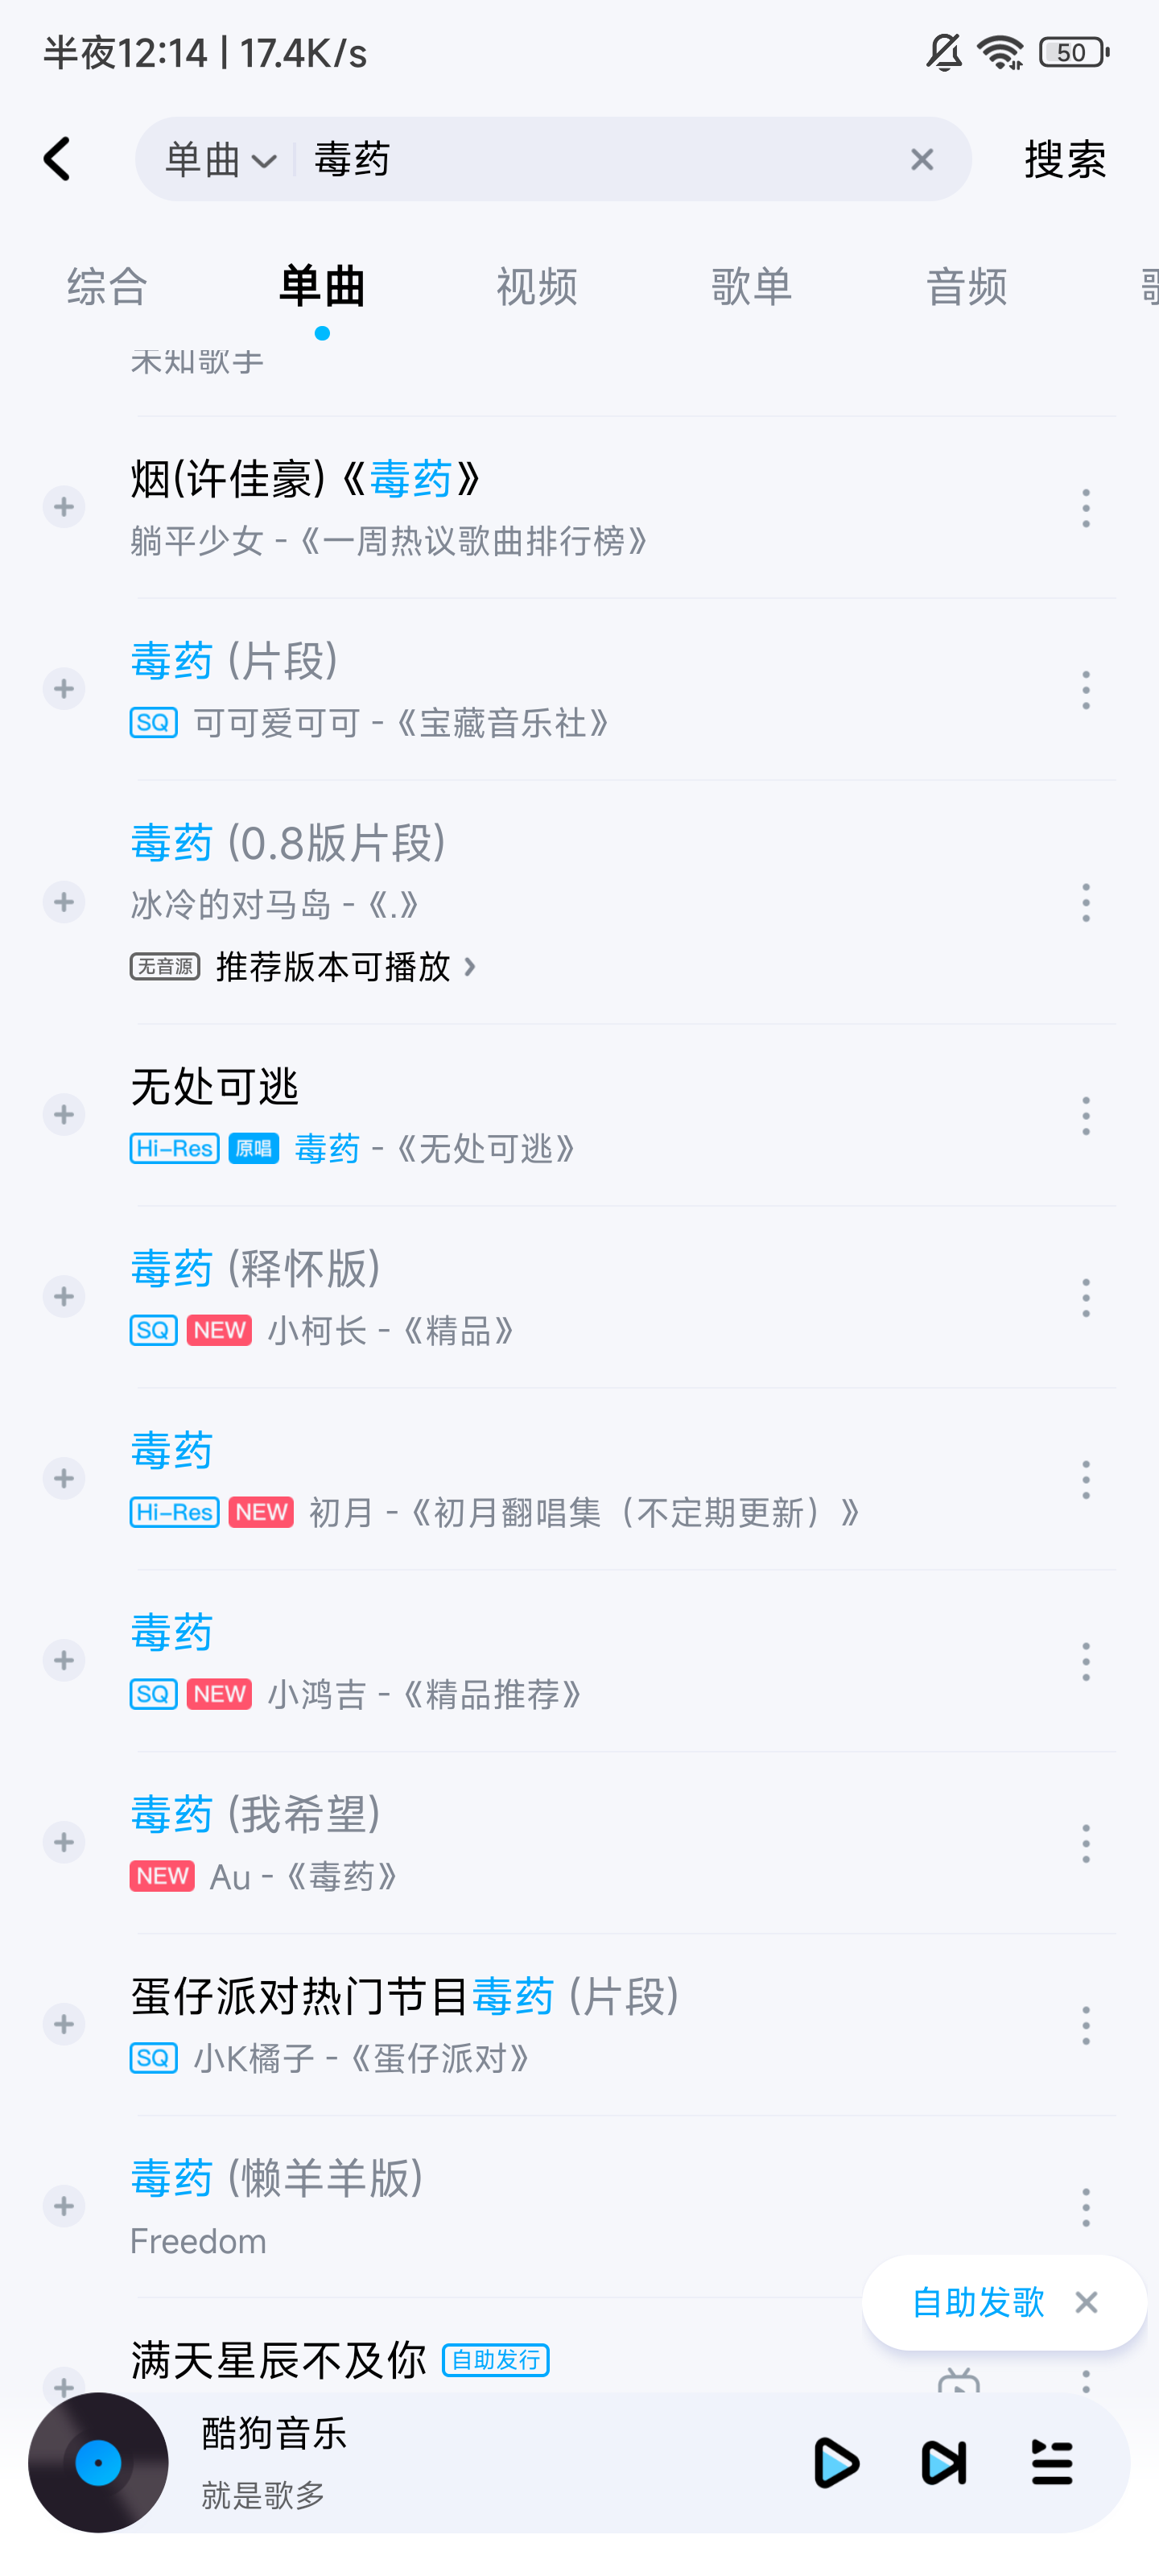 半夜12:14 | 17.4K/s
50
单曲 毒药
搜索
综合 单曲 视频 歌单 音频
未知歌手
烟(许佳豪)《毒药》
躺平少女 -《一周热议歌曲排行榜》
毒药 (片段)
SQ 可可爱可可 -《宝藏音乐社》
毒药 (0.8版片段)
冰冷的对马岛 -《.》
无音源 推荐版本可播放
无处可逃
Hi-Res 原唱 毒药 -《无处可逃》
毒药 (释怀版)
SQ NEW 小柯长 -《精品》
毒药
Hi-Res NEW 初月 -《初月翻唱集（不定期更新）》
毒药
SQ NEW 小鸿吉 -《精品推荐》
毒药 (我希望)
NEW Au -《毒药》
蛋仔派对热门节目毒药 (片段)
SQ 小K橘子 -《蛋仔派对》
毒药 (懒羊羊版)
Freedom
自助发歌
满天星辰不及你 自助发行
酷狗音乐
就是歌多